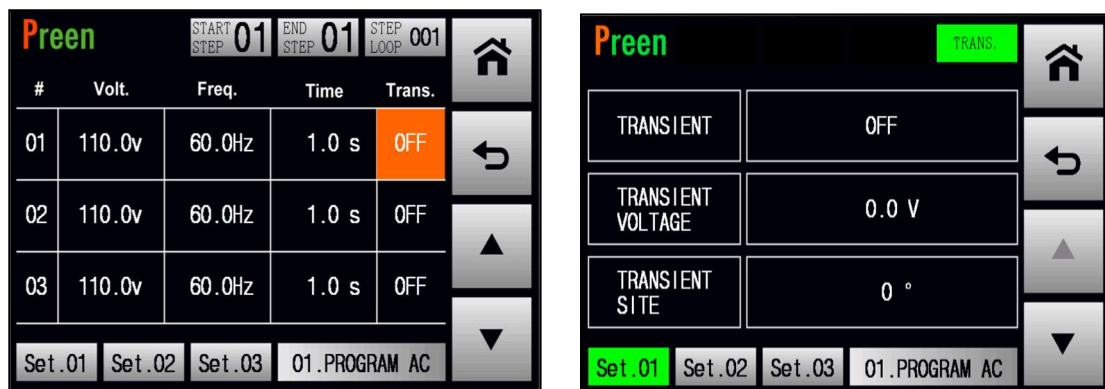 Preen START STEP 01 END STEP 01 STEP LOOP 001
# Volt. Freq. Time Trans.
01 110.0v 60.0Hz 1.0 s OFF
02 110.0v 60.0Hz 1.0 s OFF
03 110.0v 60.0Hz 1.0 s OFF
Set.01 Set.02 Set.03 01.PROGRAM AC
Preen TRANS.
TRANSIENT OFF
TRANSIENT VOLTAGE 0.0 V
TRANSIENT SITE 0 °
Set.01 Set.02 Set.03 01.PROGRAM AC